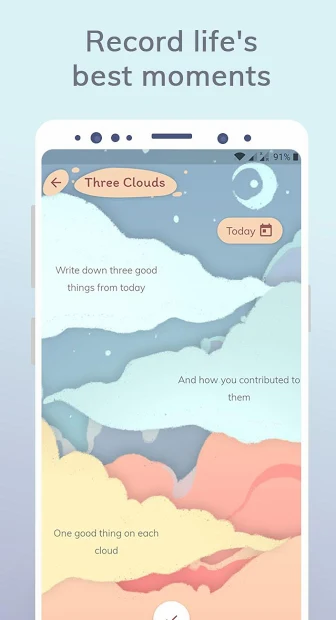 Record life's
best moments
91%
Three Clouds
Today
Write down three good
things from today
And how you contributed to
them
One good thing on each
cloud